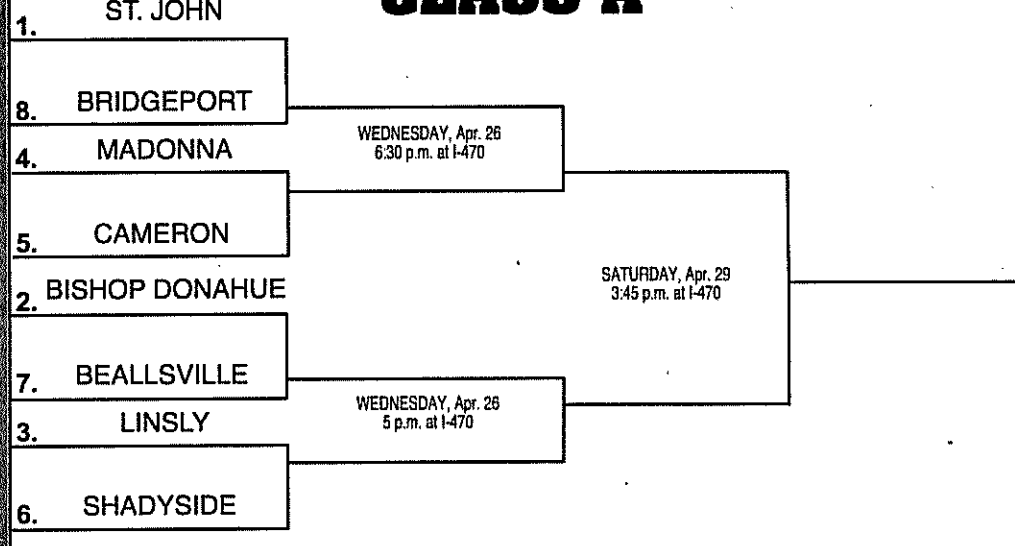 CLASS A
1. ST. JOHN
8. BRIDGEPORT
WEDNESDAY, Apr. 26
6:30 p.m. at I-470
4. MADONNA
5. CAMERON
SATURDAY, Apr. 29
3:45 p.m. at I-470
2. BISHOP DONAHUE
7. BEALLSVILLE
WEDNESDAY, Apr. 26
5 p.m. at I-470
3. LINSLY
6. SHADYSIDE